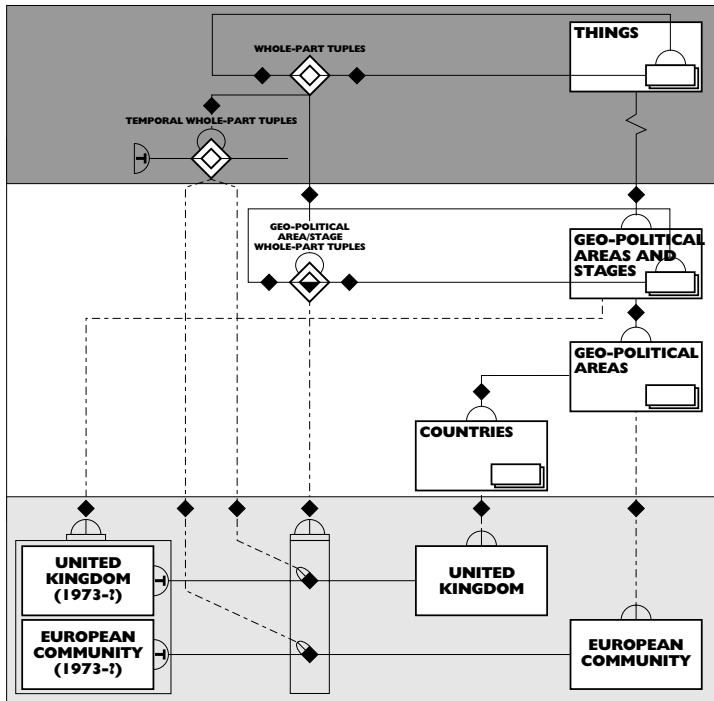 THINGS
WHOLE-PART TUPLES
TEMPORAL WHOLE-PART TUPLES
T
GEO-POLITICAL
AREA/STAGE
WHOLE-PART TUPLES
GEO-POLITICAL
AREAS AND
STAGES
GEO-POLITICAL
AREAS
COUNTRIES
UNITED
KINGDOM
(1973-?)
T
UNITED
KINGDOM
EUROPEAN
COMMUNITY
(1973-?)
T
EUROPEAN
COMMUNITY